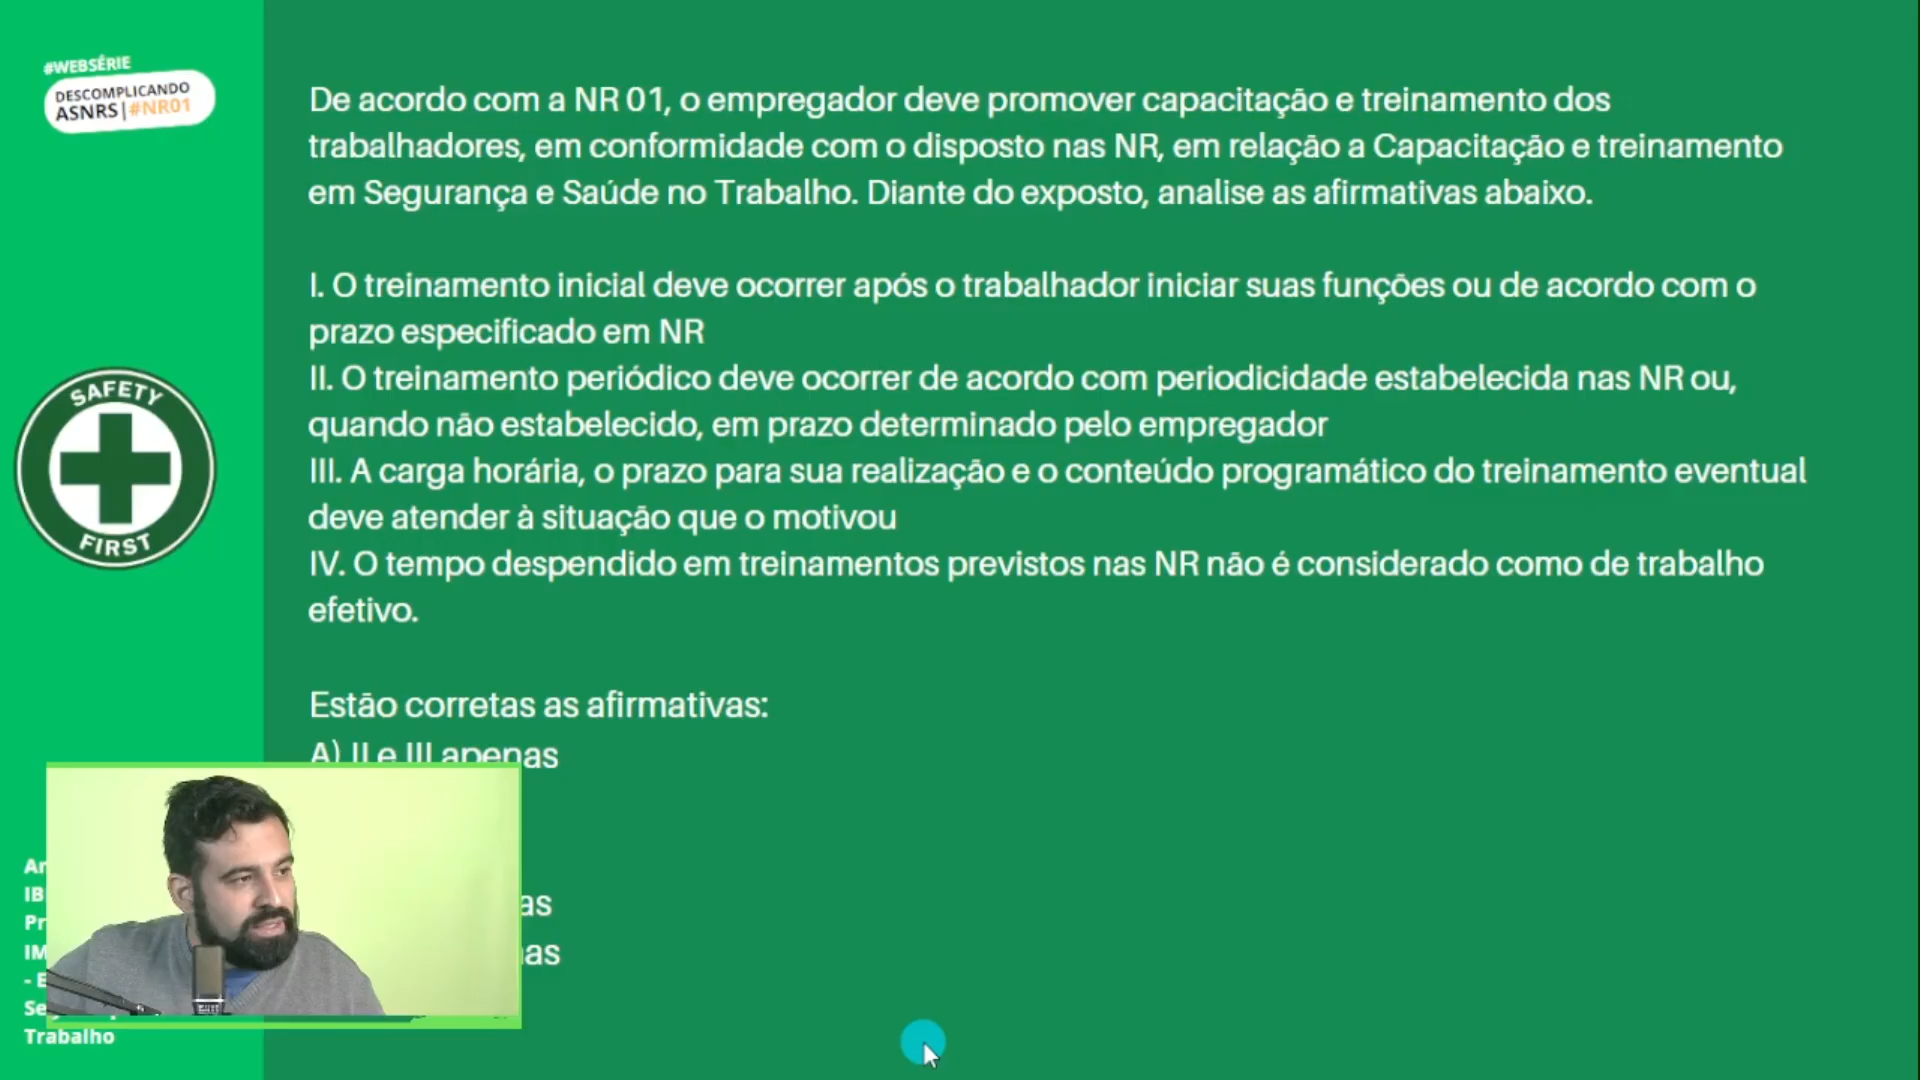 #WEBSÉRIE
DESCOMPLICANDO
ASNRS|#NR01
De acordo com a NR 01, o empregador deve promover capacitação e treinamento dos
trabalhadores, em conformidade com o disposto nas NR, em relação a Capacitação e treinamento
em Segurança e Saúde no Trabalho. Diante do exposto, analise as afirmativas abaixo.
I. O treinamento inicial deve ocorrer após o trabalhador iniciar suas funções ou de acordo com o
prazo especificado em NR
II. O treinamento periódico deve ocorrer de acordo com periodicidade estabelecida nas NR ou,
quando não estabelecido, em prazo determinado pelo empregador
III. A carga horária, o prazo para sua realização e o conteúdo programático do treinamento eventual
deve atender à situação que o motivou
IV. O tempo despendido em treinamentos previstos nas NR não é considerado como de trabalho
efetivo.
Estão corretas as afirmativas:
A) II e III apenas
as
nas
SAFETY
FIRST
An
IB
Pr
IM
- E
Se
Trabalho